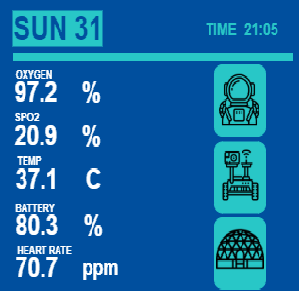 SUN 31
TIME 21:05
OXYGEN
97.2 %
SPO2
20.9 %
TEMP
37.1 C
BATTERY
80.3 %
HEART RATE
70.7 ppm